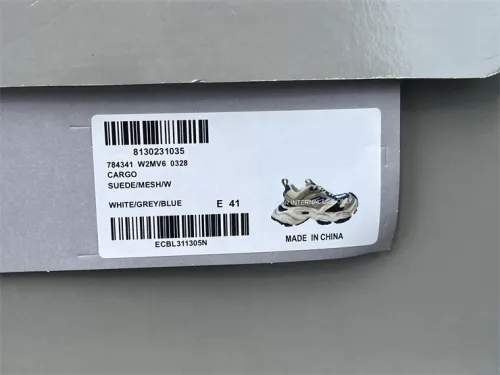 8130231035
784341 W2MV6 0328
CARGO
SUEDE/MESH/W
WHITE/GREY/BLUE E 41
ECBL311305N
MADE IN CHINA